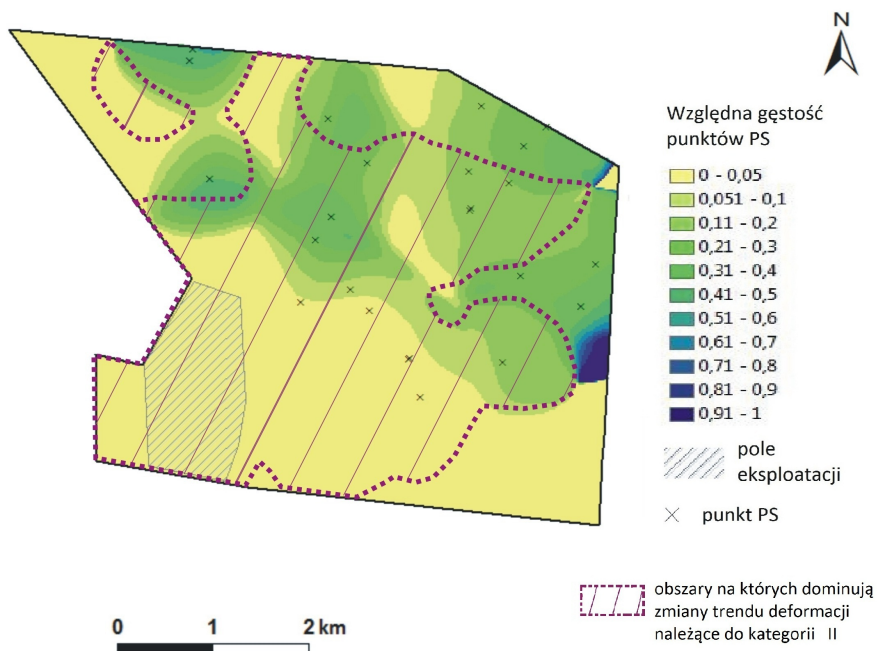 N
Względna gęstość
punktów PS
0 - 0,05
0,051 - 0,1
0,11 - 0,2
0,21 - 0,3
0,31 - 0,4
0,41 - 0,5
0,51 - 0,6
0,61 - 0,7
0,71 - 0,8
0,81 - 0,9
0,91 - 1
pole
eksploatacji
punkt PS
obszary na których dominują
zmiany trendu deformacji
należące do kategorii II
0 1 2 km